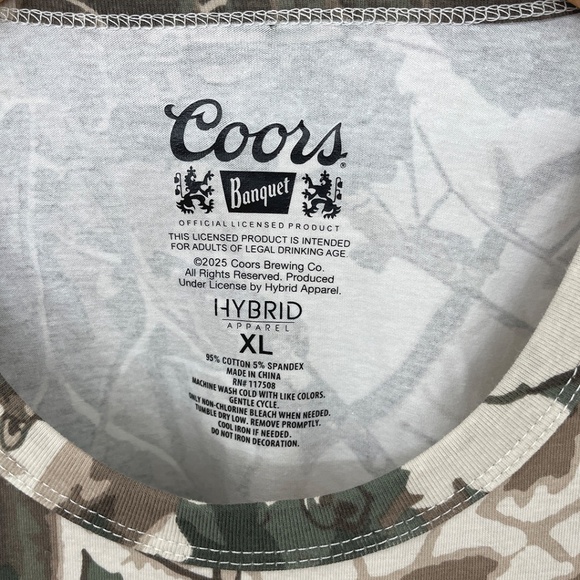 Coors
Banquet
OFFICIAL LICENSED PRODUCT
THIS LICENSED PRODUCT IS INTENDED
FOR ADULTS OF LEGAL DRINKING AGE
©2025 Coors Brewing Co.
All Rights Reserved. Produced
Under License by Hybrid Apparel.
HYBRID
APPAREL
XL
95% COTTON 5% SPANDEX
MADE IN CHINA
RN# 117508
MACHINE WASH COLD WITH LIKE COLORS.
GENTLE CYCLE.
ONLY NON-CHLORINE BLEACH WHEN NEEDED.
TUMBLE DRY LOW. REMOVE PROMPTLY.
COOL IRON IF NEEDED.
DO NOT IRON DECORATION.